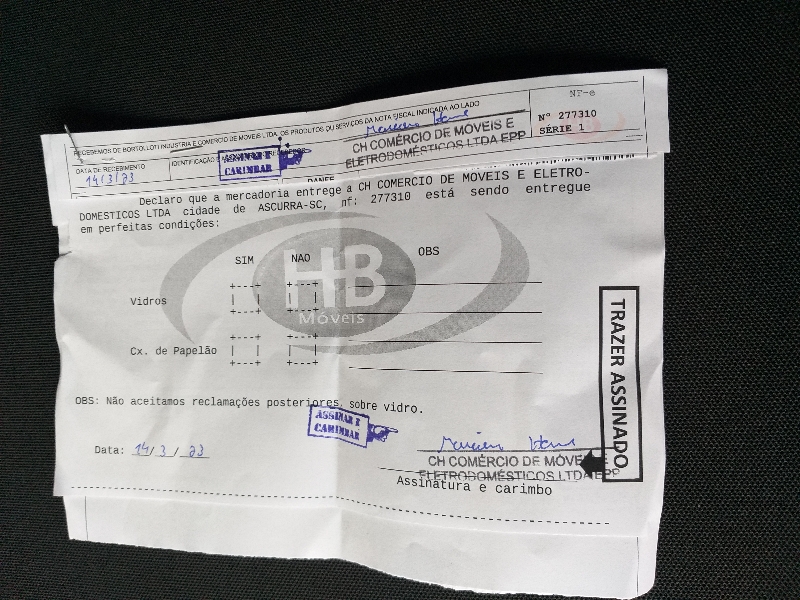 NF-e
RECEBEMOS DE BORTOLLOTI INDUSTRIA E COMERCIO DE MOVEIS LTDA. OS PRODUTOS OU SERVIÇOS DA NOTA FISCAL INDICADA AO LADO
Nº 277310
SÉRIE 1
DATA DE RECEBIMENTO
14/3/23
IDENTIFICAÇÃO
ASSINAR E
CARIMBAR
CH COMÉRCIO DE MÓVEIS E
ELETRODOMÉSTICOS LTDA EPP
DANFE
Declaro que a mercadoria entregue a CH COMERCIO DE MOVEIS E ELETRO-
DOMESTICOS LTDA cidade de ASCURRA-SC, nf: 277310 está sendo entregue
em perfeitas condições:
SIM NAO OBS
HB
Móveis
Vidros
Cx. de Papelão
TRAZER ASSINADO
OBS: Não aceitamos reclamações posteriores sobre vidro.
ASSINAR E
CARIMBAR
Data: 14/3/23
CH COMÉRCIO DE MÓVEIS E
ELETRODOMÉSTICOS LTDA EPP
Assinatura e carimbo